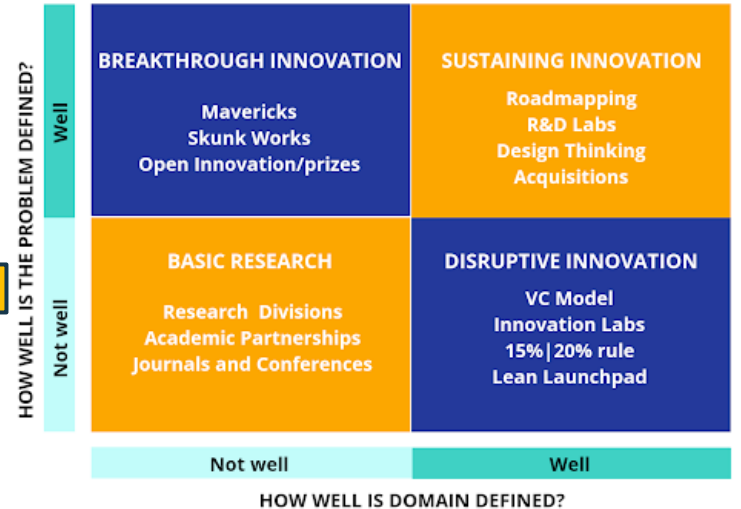 HOW WELL IS THE PROBLEM DEFINED?
Well
Not well
BREAKTHROUGH INNOVATION
Mavericks
Skunk Works
Open Innovation/prizes
SUSTAINING INNOVATION
Roadmapping
R&D Labs
Design Thinking
Acquisitions
BASIC RESEARCH
Research Divisions
Academic Partnerships
Journals and Conferences
DISRUPTIVE INNOVATION
VC Model
Innovation Labs
15%|20% rule
Lean Launchpad
Not well
Well
HOW WELL IS DOMAIN DEFINED?